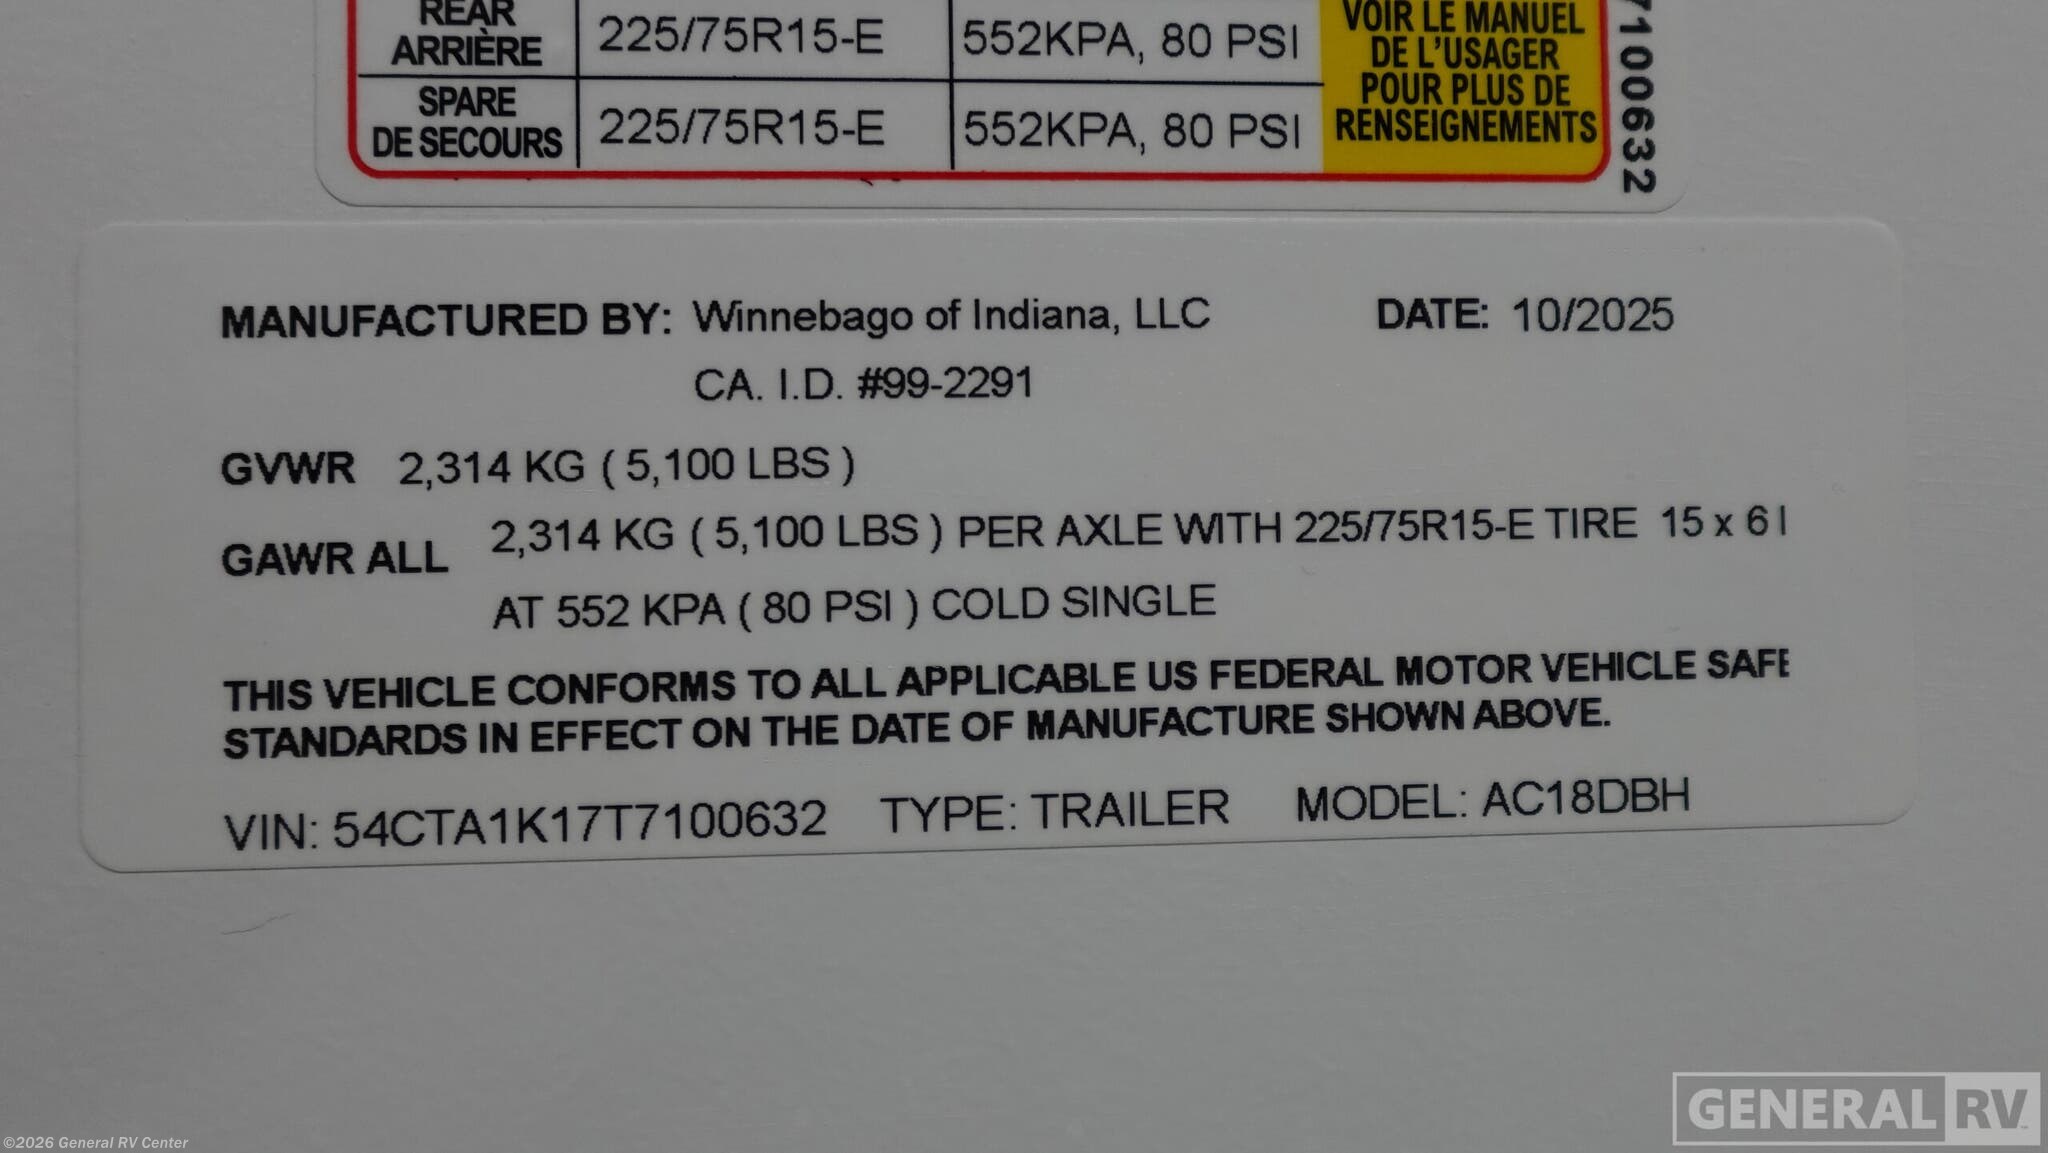 REAR
ARRIÈRE
225/75R15-E
552KPA, 80 PSI
SPARE
DE SECOURS
225/75R15-E
552KPA, 80 PSI
VOIR LE MANUEL
DE L'USAGER
POUR PLUS DE
RENSEIGNEMENTS
7100632
MANUFACTURED BY: Winnebago of Indiana, LLC DATE: 10/2025
CA. I.D. #99-2291
GVWR 2,314 KG ( 5,100 LBS )
GAWR ALL 2,314 KG ( 5,100 LBS ) PER AXLE WITH 225/75R15-E TIRE 15 x 6 I
AT 552 KPA ( 80 PSI ) COLD SINGLE
THIS VEHICLE CONFORMS TO ALL APPLICABLE US FEDERAL MOTOR VEHICLE SAFE
STANDARDS IN EFFECT ON THE DATE OF MANUFACTURE SHOWN ABOVE.
VIN: 54CTA1K17T7100632 TYPE: TRAILER MODEL: AC18DBH
GENERAL RV
©2026 General RV Center